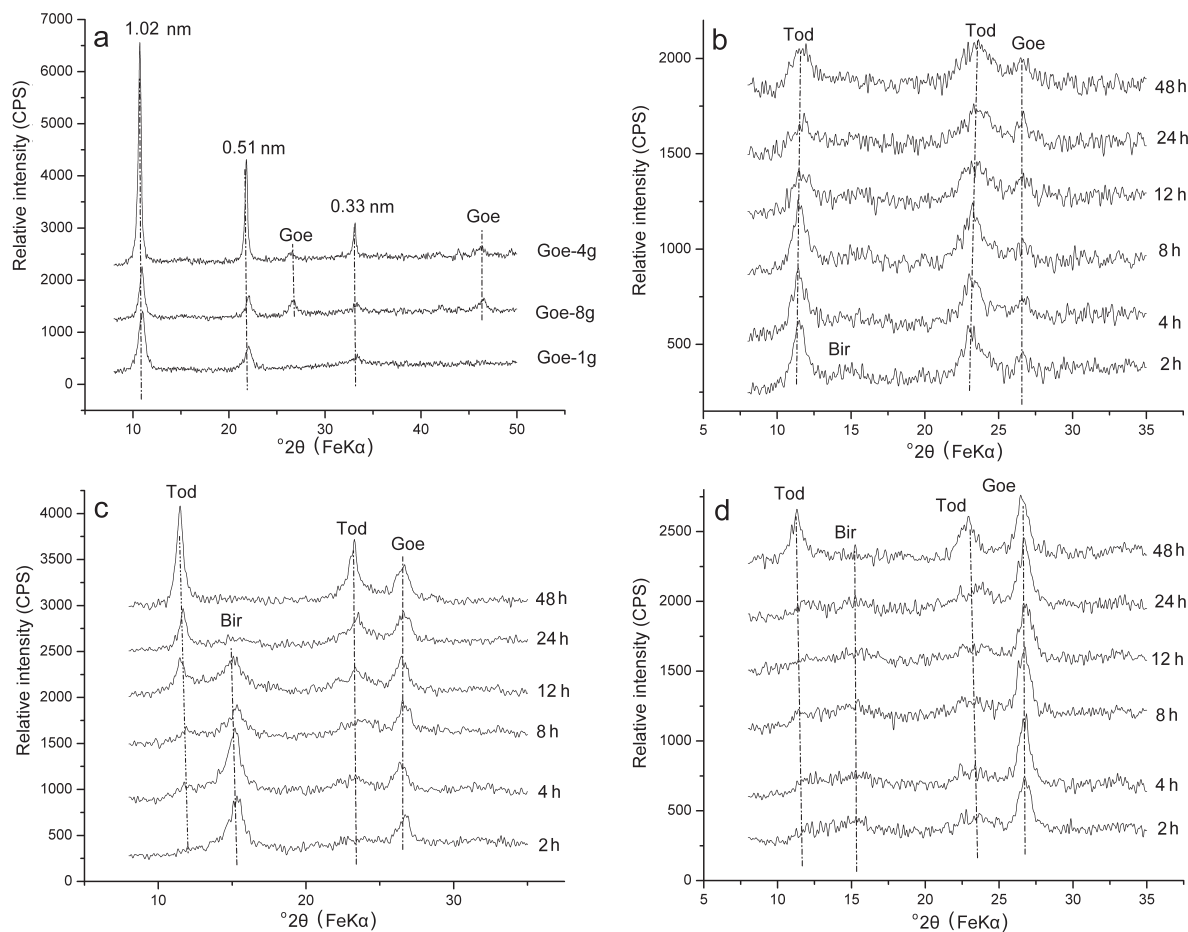 a
7000
6000
5000
4000
3000
2000
1000
0
Relative intensity (CPS)
1.02 nm
0.51 nm
0.33 nm
Goe
Goe
Goe-4g
Goe-8g
Goe-1g
10
20
30
40
50
°2θ (FeKα)
b
2000
1500
1000
500
Relative intensity (CPS)
Tod
Tod
Goe
Bir
48 h
24 h
12 h
8 h
4 h
2 h
5
10
15
20
25
30
35
°2θ (FeKα)
c
4000
3500
3000
2500
2000
1500
1000
500
0
Relative intensity (CPS)
Tod
Bir
Tod
Goe
48 h
24 h
12 h
8 h
4 h
2 h
10
20
30
°2θ (FeKα)
d
2500
2000
1500
1000
500
0
Relative intensity (CPS)
Tod
Bir
Tod
Goe
48 h
24 h
12 h
8 h
4 h
2 h
5
10
15
20
25
30
35
°2θ (FeKα)